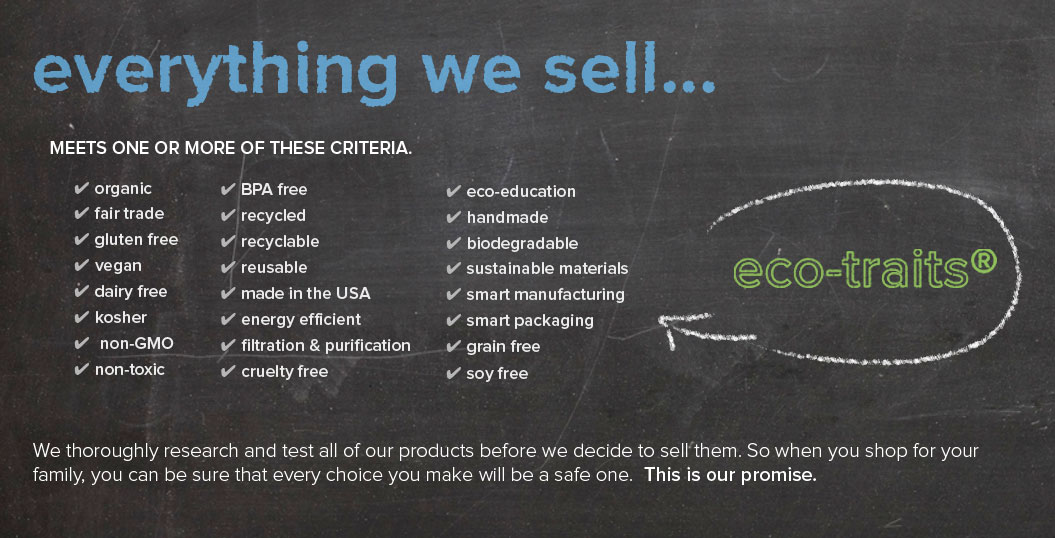 everything we sell...
MEETS ONE OR MORE OF THESE CRITERIA.
✔ organic
✔ fair trade
✔ gluten free
✔ vegan
✔ dairy free
✔ kosher
✔ non-GMO
✔ non-toxic
✔ BPA free
✔ recycled
✔ recyclable
✔ reusable
✔ made in the USA
✔ energy efficient
✔ filtration & purification
✔ cruelty free
✔ eco-education
✔ handmade
✔ biodegradable
✔ sustainable materials
✔ smart manufacturing
✔ smart packaging
✔ grain free
✔ soy free
eco-traits®
We thoroughly research and test all of our products before we decide to sell them. So when you shop for your
family, you can be sure that every choice you make will be a safe one. This is our promise.